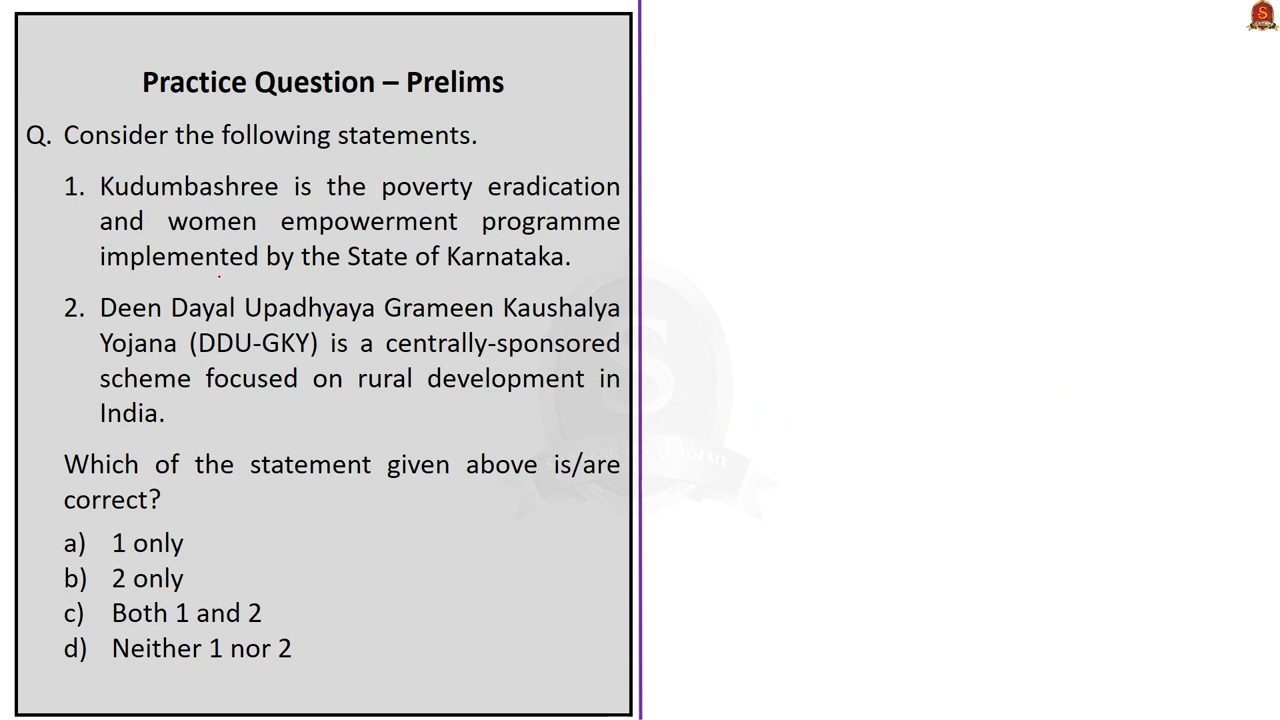 Practice Question – Prelims
Q. Consider the following statements.
1. Kudumbashree is the poverty eradication
and women empowerment programme
implemented by the State of Karnataka.
2. Deen Dayal Upadhyaya Grameen Kaushalya
Yojana (DDU-GKY) is a centrally-sponsored
scheme focused on rural development in
India.
Which of the statement given above is/are
correct?
a) 1 only
b) 2 only
c) Both 1 and 2
d) Neither 1 nor 2
S
ACADEMY